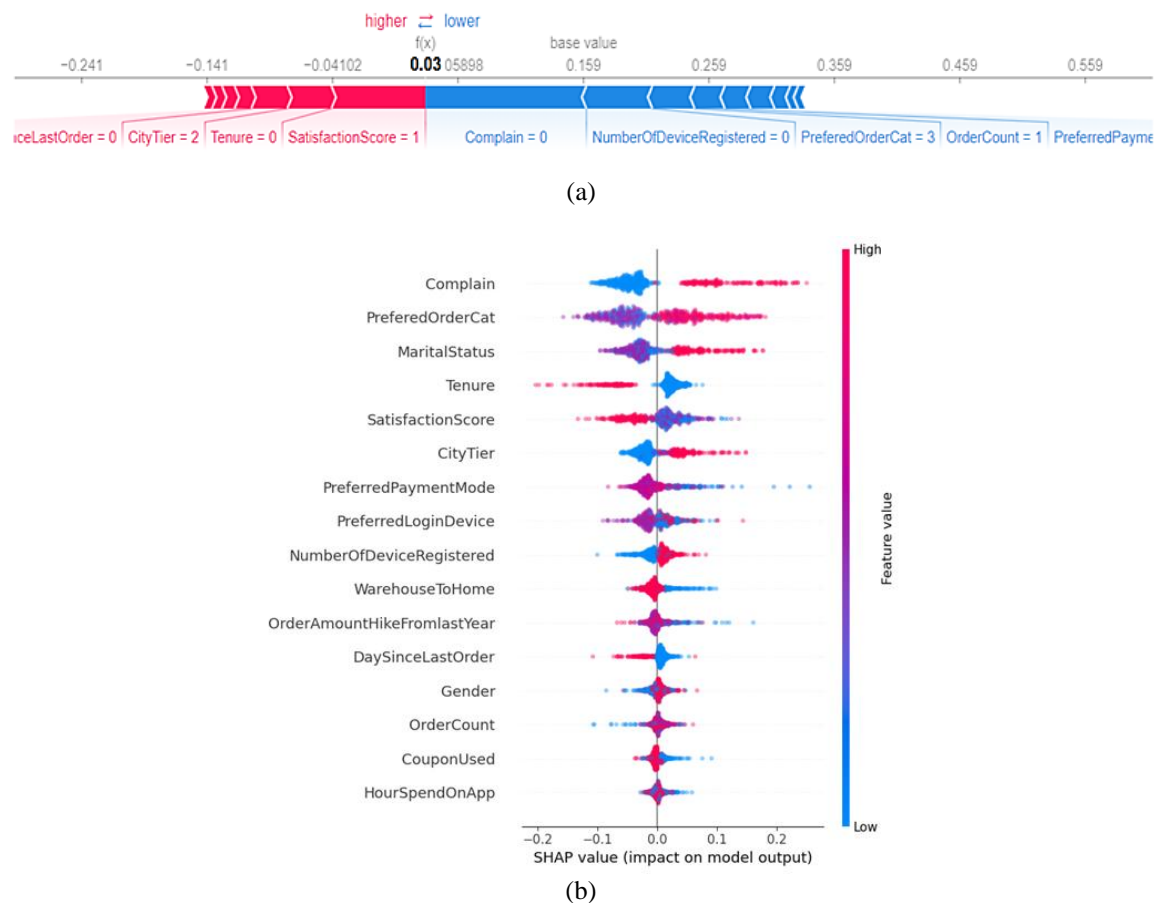 higher lower
f(x) base value
−0.241 −0.141 −0.04102 0.03 05898 0.159 0.259 0.359 0.459 0.559
ceLastOrder = 0 CityTier = 2 Tenure = 0 SatisfactionScore = 1 Complain = 0 NumberOfDeviceRegistered = 0 PreferedOrderCat = 3 OrderCount = 1 PreferredPayme
(a)
High
Complain
PreferedOrderCat
MaritalStatus
Tenure
SatisfactionScore
CityTier
PreferredPaymentMode
PreferredLoginDevice
NumberOfDeviceRegistered
WarehouseToHome
OrderAmountHikeFromlastYear
DaySinceLastOrder
Gender
OrderCount
CouponUsed
HourSpendOnApp
Feature value
Low
−0.2 −0.1 0.0 0.1 0.2
SHAP value (impact on model output)
(b)